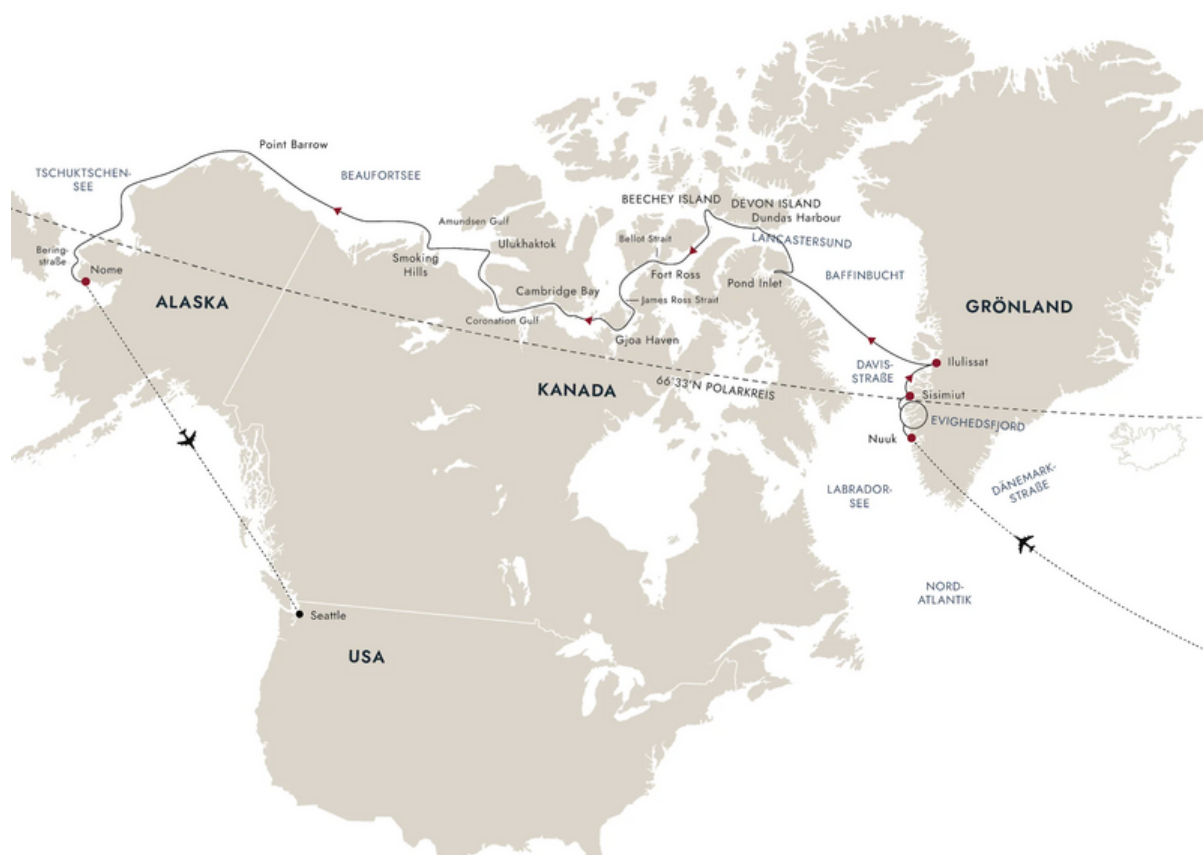 Point Barrow
TSCHUKTSCHEN-
SEE
BEAUFORTSEE
BEECHEY ISLAND
DEVON ISLAND
Dundas Harbour
Amundsen Gulf
LANCASTERSUND
Ulukhaktok
Bellot Strait
Bering-
straße
Nome
Smoking
Hills
Fort Ross
Pond Inlet
BAFFINBUCHT
Cambridge Bay
James Ross Strait
ALASKA
GRÖNLAND
Coronation Gulf
Gjoa Haven
Ilulissat
DAVIS-
STRAßE
KANADA
66°33'N POLARKREIS
Sisimiut
EVIGHEDSFJORD
Nuuk
DÄNEMARK-
STRAßE
LABRADOR-
SEE
NORD-
ATLANTIK
Seattle
USA